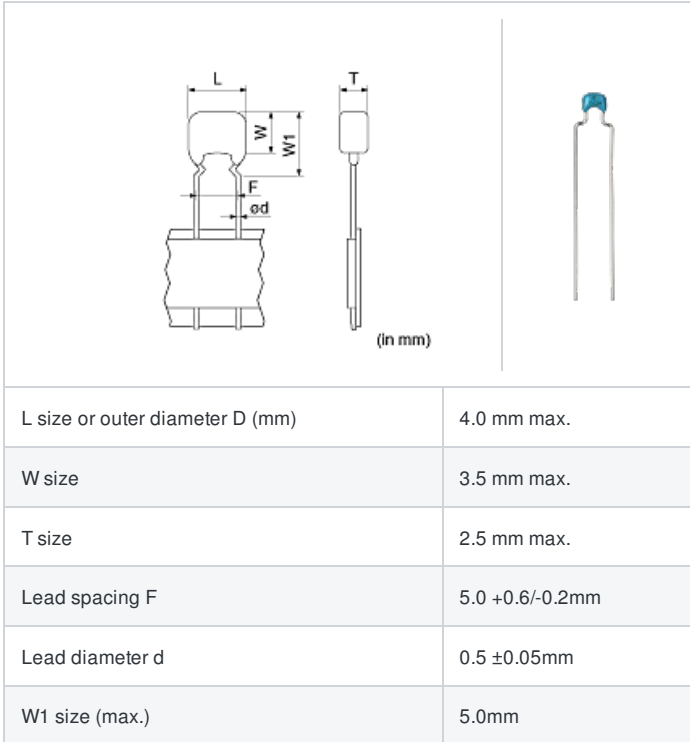 L
T
W
W1
F
ød
(in mm)
L size or outer diameter D (mm) 4.0 mm max.
W size 3.5 mm max.
T size 2.5 mm max.
Lead spacing F 5.0 +0.6/-0.2mm
Lead diameter d 0.5 ±0.05mm
W1 size (max.) 5.0mm